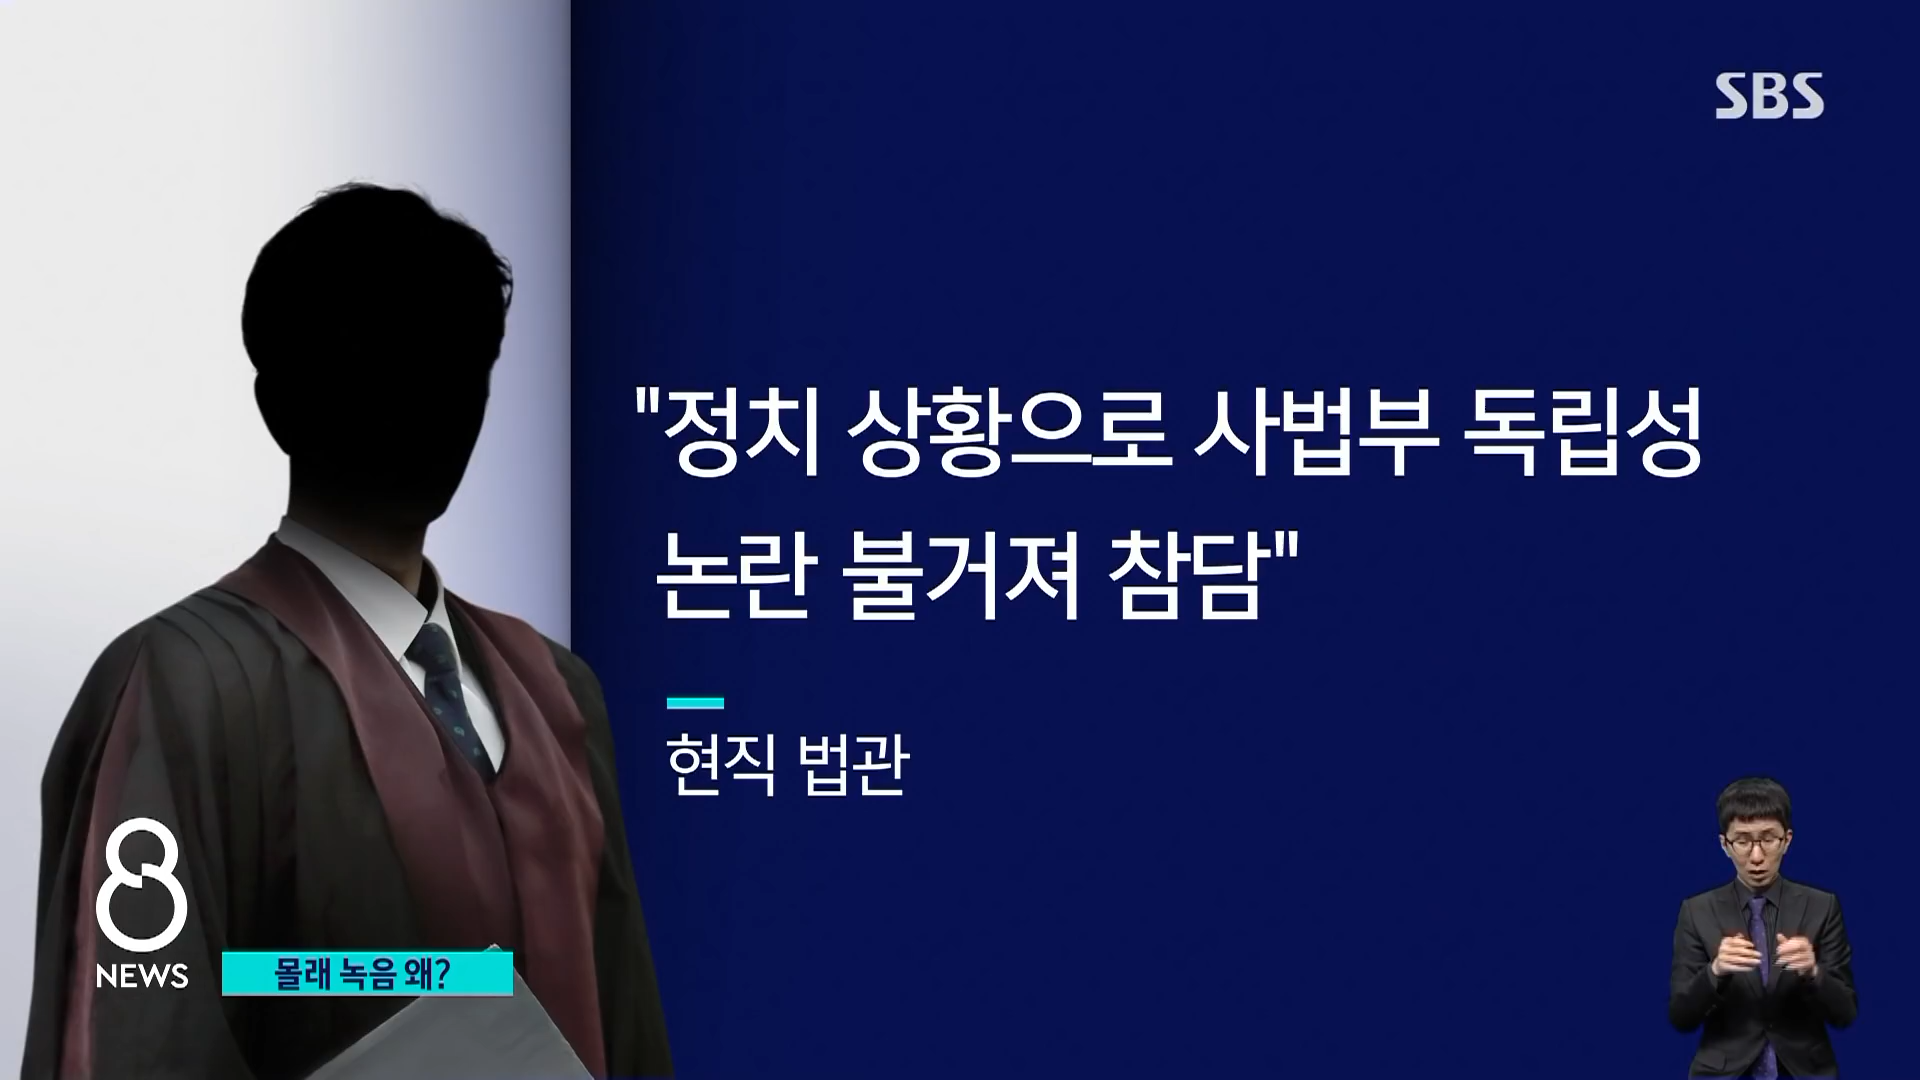 SBS
"정치 상황으로 사법부 독립성
논란 불거져 참담"
현직 법관
8
NEWS
몰래 녹음 왜?